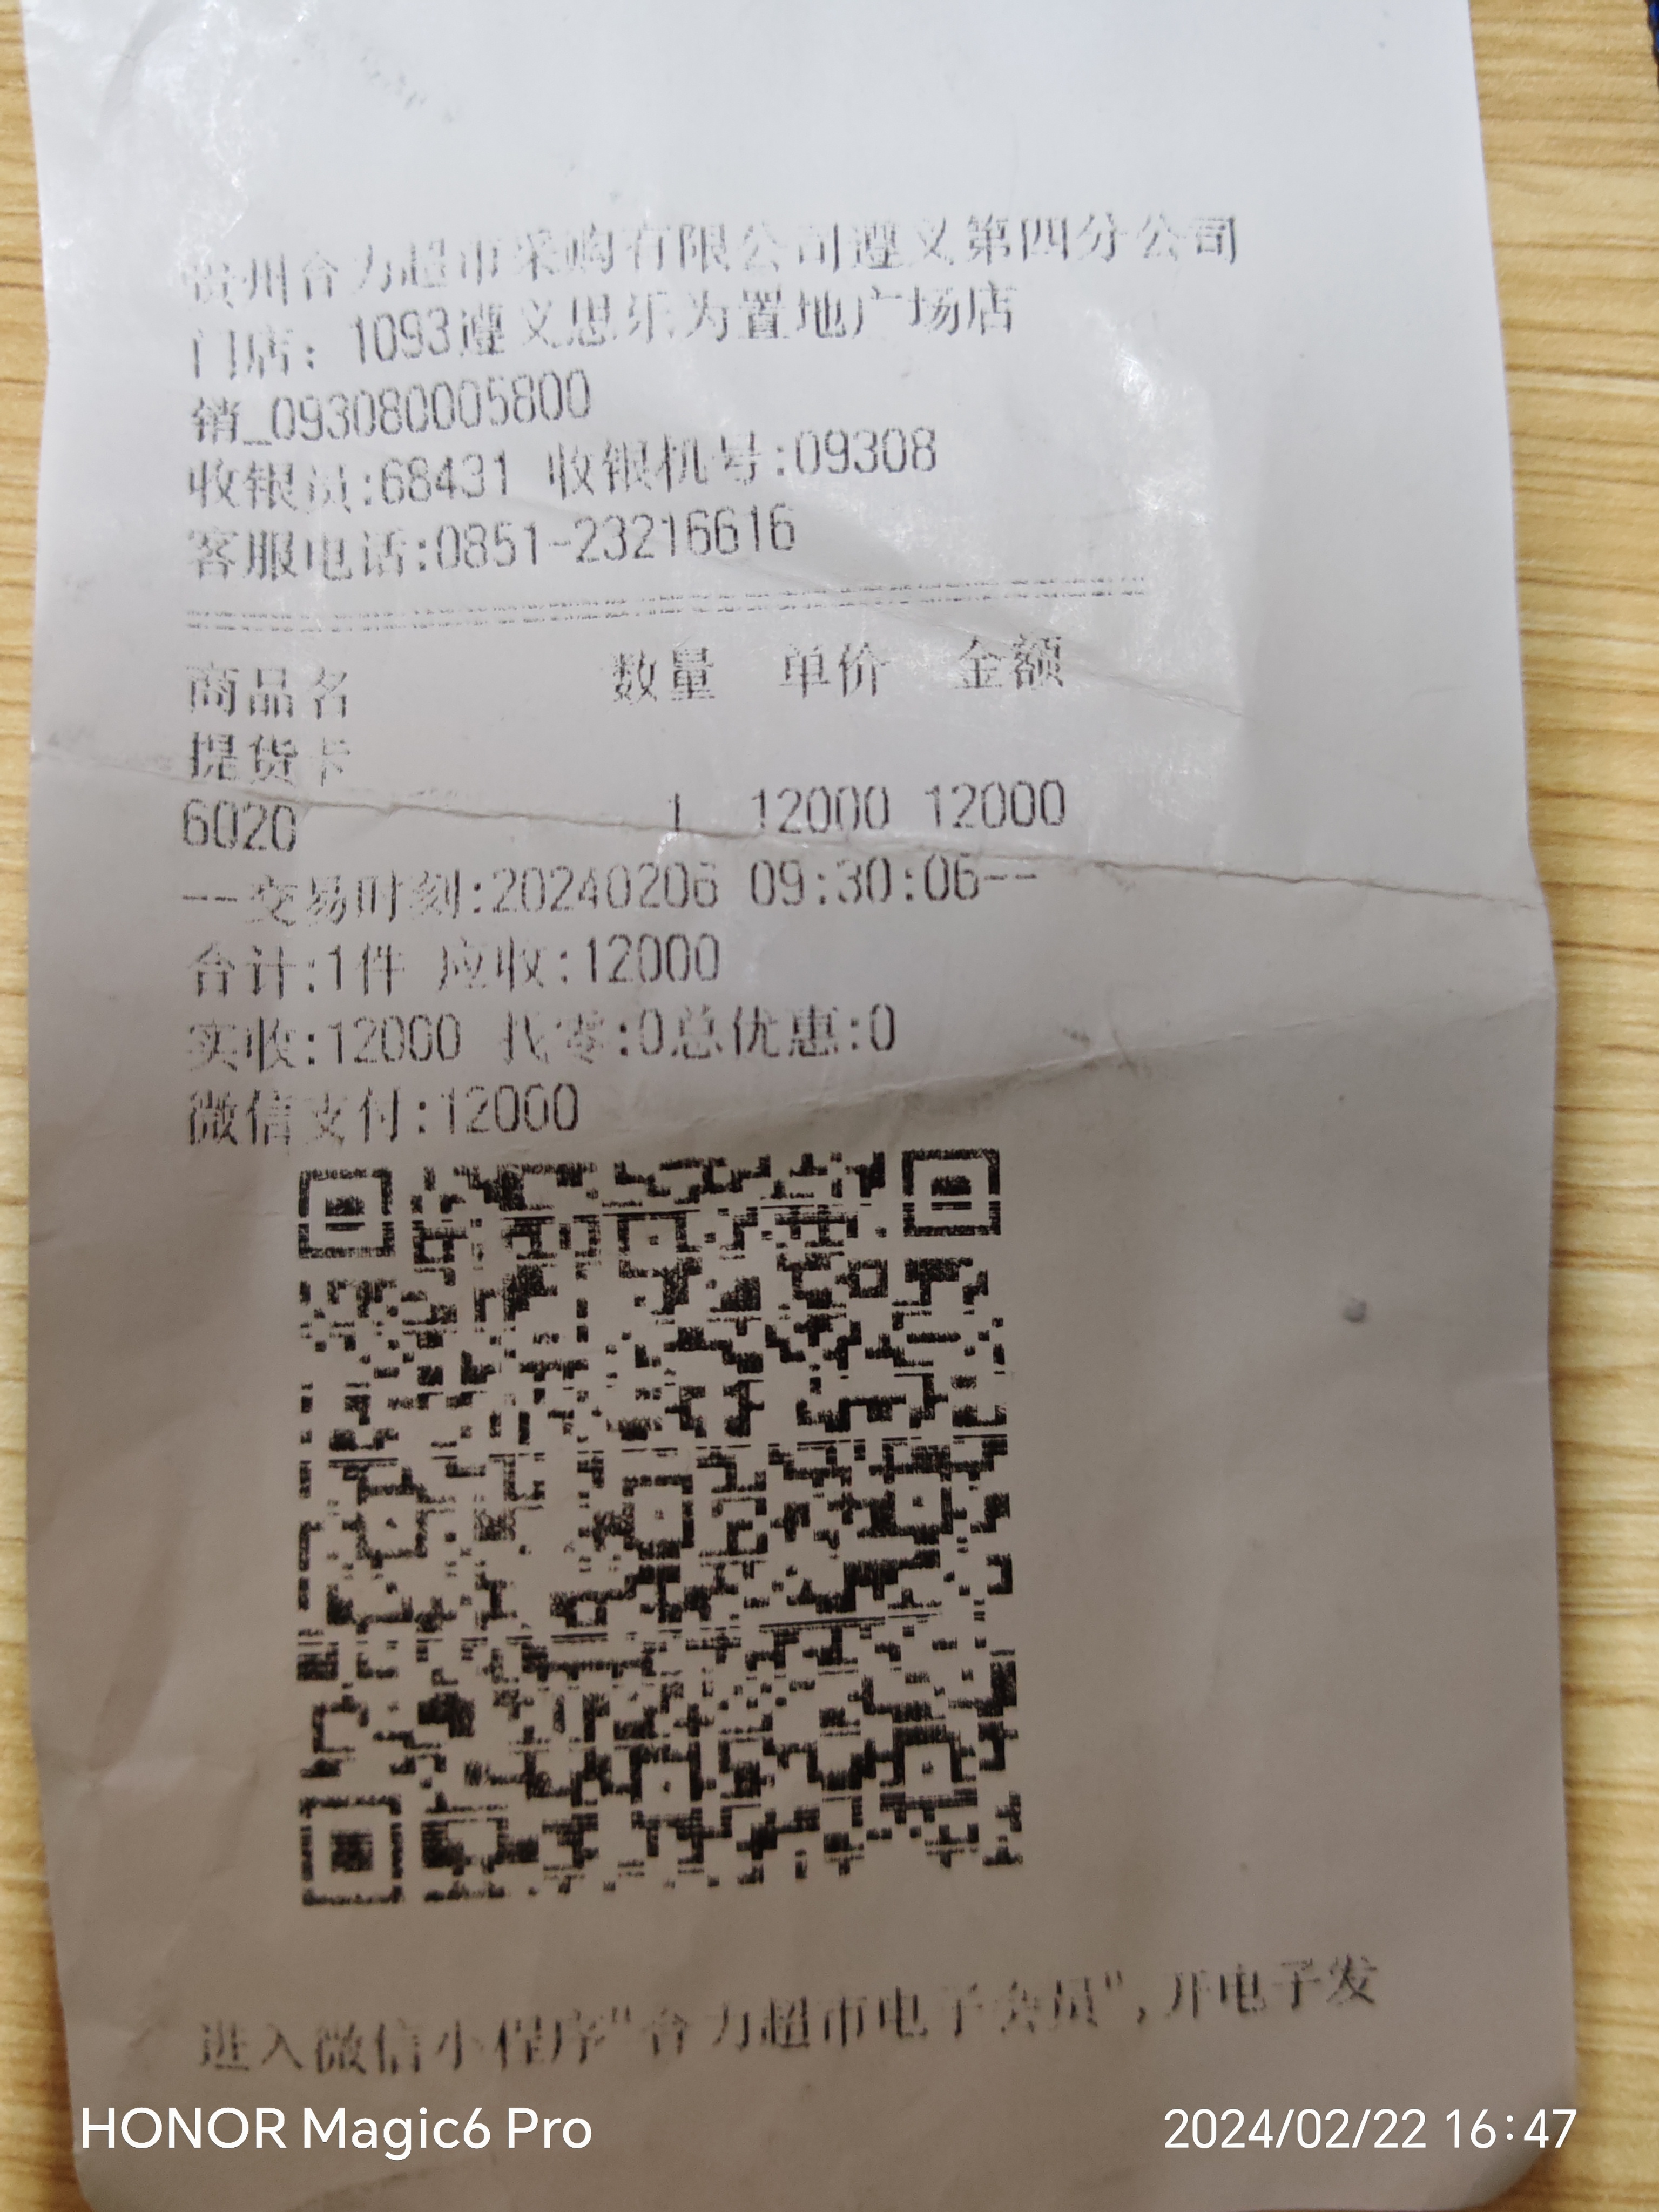 贵州合力超市采购有限公司遵义第四分公司
门店：1093遵义思乐为置地广场店
销_093080005800
收银员:68431 收银机号:09308
客服电话:0851-23216616
商品名 数量 单价 金额
提货卡
6020 1 12000 12000
--交易时刻:20240206 09:30:06--
合计:1件 应收:12000
实收:12000 找零:0总优惠:0
微信支付:12000
进入微信小程序"合力超市电子会员",开电子发
HONOR Magic6 Pro
2024/02/22 16:47